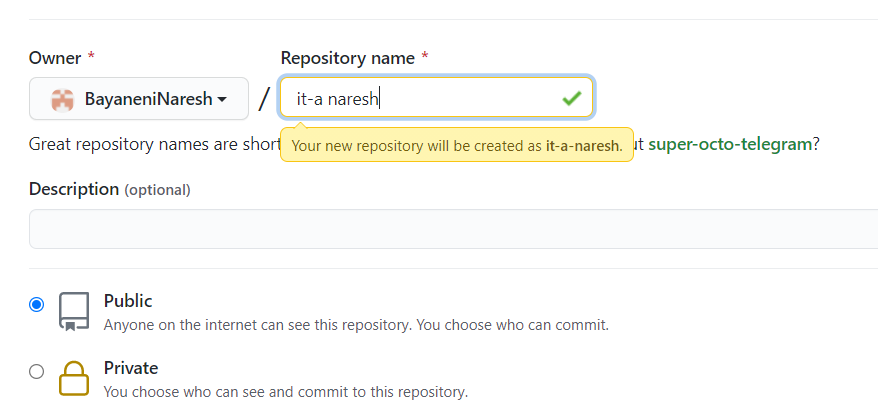 Owner * Repository name *
BayaneniNaresh / it-a naresh
Your new repository will be created as it-a-naresh.
Great repository names are short super-octo-telegram?
Description (optional)
Public
Anyone on the internet can see this repository. You choose who can commit.
Private
You choose who can see and commit to this repository.